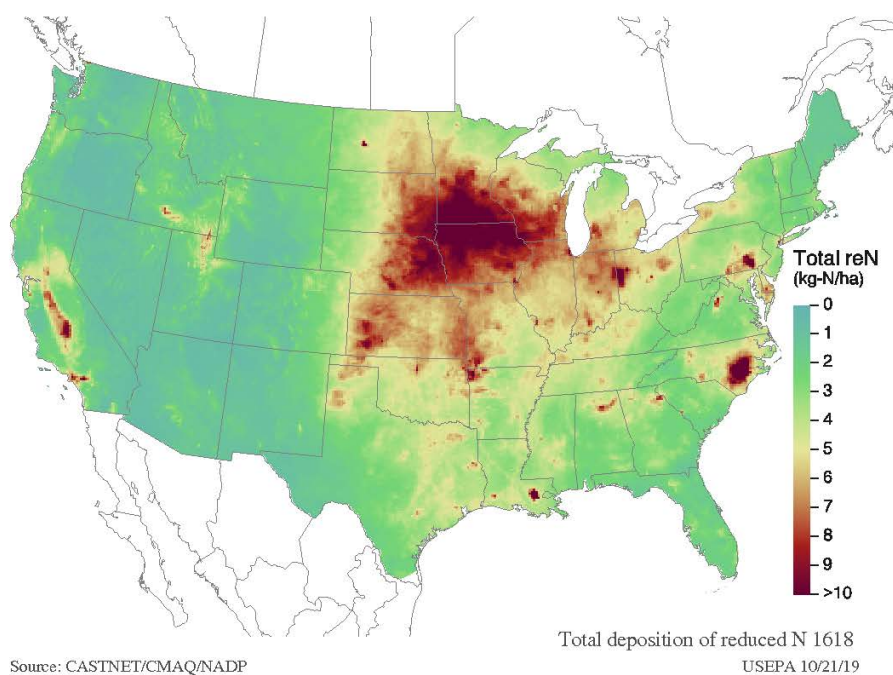 Total reN
(kg-N/ha)
0
1
2
3
4
5
6
7
8
9
>10
Total deposition of reduced N 1618
Source: CASTNET/CMAQ/NADP
USEPA 10/21/19